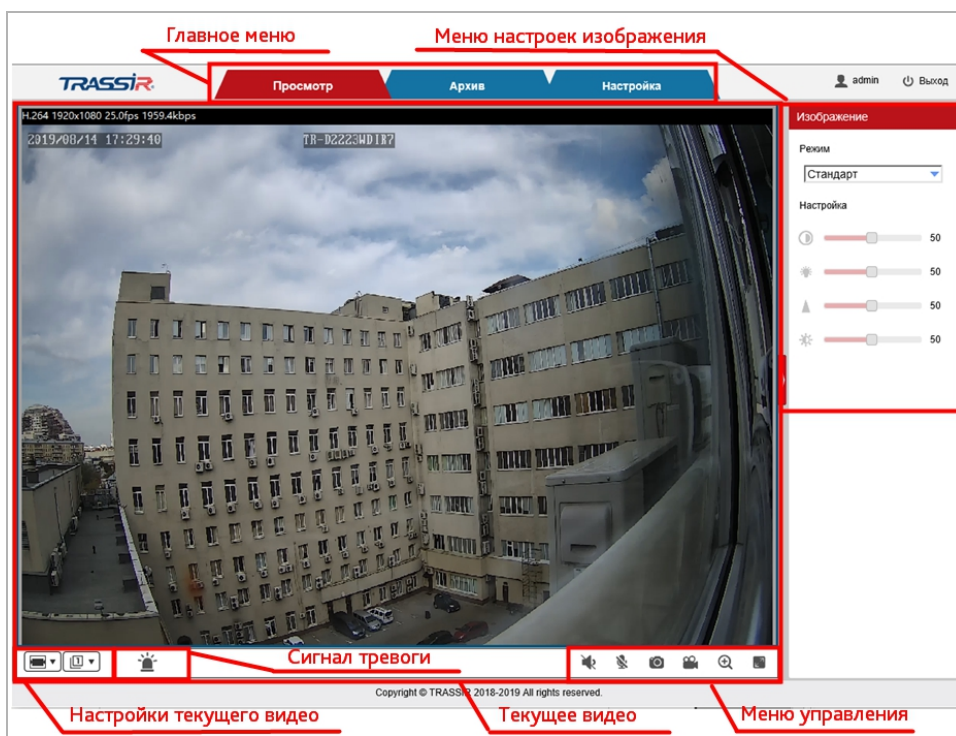 Главное меню
Меню настроек изображения
TRASSIR
Просмотр
Архив
Настройка
admin
Выход
H.264 1920x1080 25.0fps 1959.4kbps
2019/08/14 17:29:40
TR-D2223WDIR7
Изображение
Режим
Стандарт
Настройка
50
50
50
50
1
Сигнал тревоги
Copyright © TRASSIR 2018-2019 All rights reserved.
Настройки текущего видео
Текущее видео
Меню управления